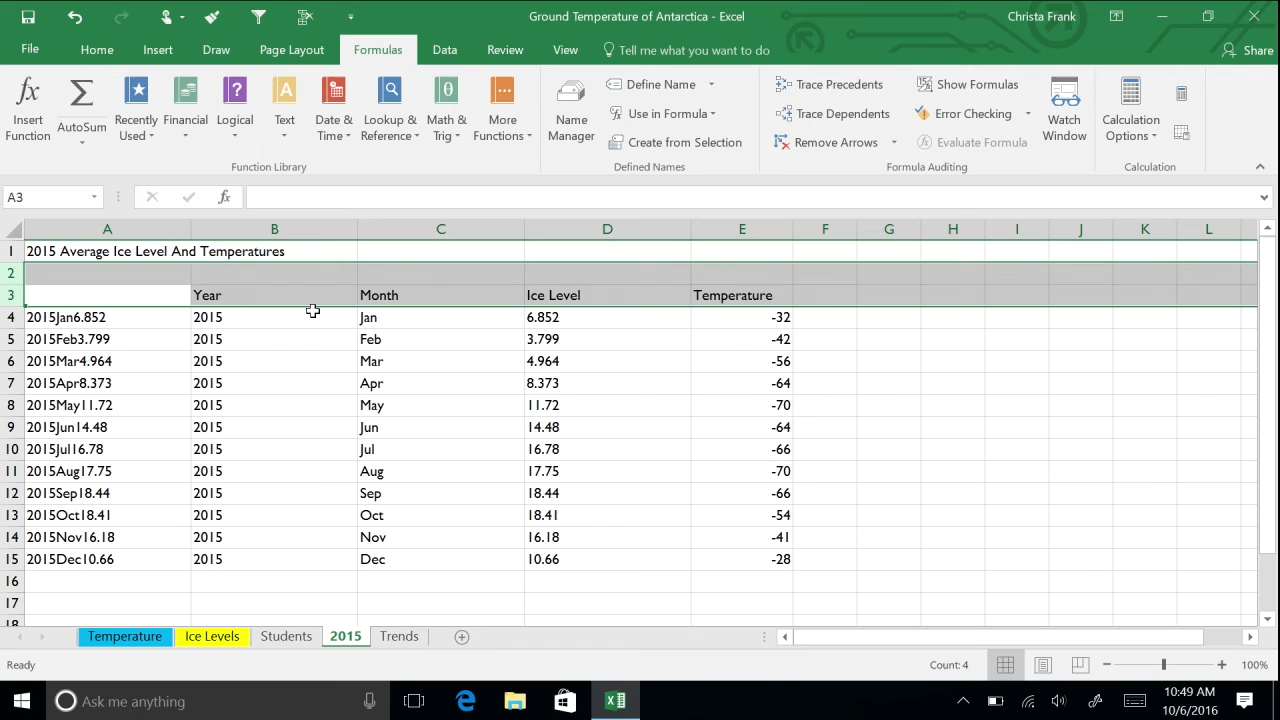 Ground Temperature of Antarctica - Excel
Christa Frank
File Home Insert Draw Page Layout Formulas Data Review View Tell me what you want to do Share
Insert Function
AutoSum
Recently Used
Financial
Logical
Text
Date & Time
Lookup & Reference
Math & Trig
More Functions
Function Library
Name Manager
Define Name
Use in Formula
Create from Selection
Defined Names
Trace Precedents
Trace Dependents
Remove Arrows
Show Formulas
Error Checking
Evaluate Formula
Watch Window
Formula Auditing
Calculation Options
Calculation
A3 fx
A B C D E F G H I J K L
1 2015 Average Ice Level And Temperatures
2
3 Year Month Ice Level Temperature
4 2015Jan6.852 2015 Jan 6.852 -32
5 2015Feb3.799 2015 Feb 3.799 -42
6 2015Mar4.964 2015 Mar 4.964 -56
7 2015Apr8.373 2015 Apr 8.373 -64
8 2015May11.72 2015 May 11.72 -70
9 2015Jun14.48 2015 Jun 14.48 -64
10 2015Jul16.78 2015 Jul 16.78 -66
11 2015Aug17.75 2015 Aug 17.75 -70
12 2015Sep18.44 2015 Sep 18.44 -66
13 2015Oct18.41 2015 Oct 18.41 -54
14 2015Nov16.18 2015 Nov 16.18 -41
15 2015Dec10.66 2015 Dec 10.66 -28
16
17
18
Temperature Ice Levels Students 2015 Trends
Ready Count: 4 100%
Ask me anything
10:49 AM
10/6/2016